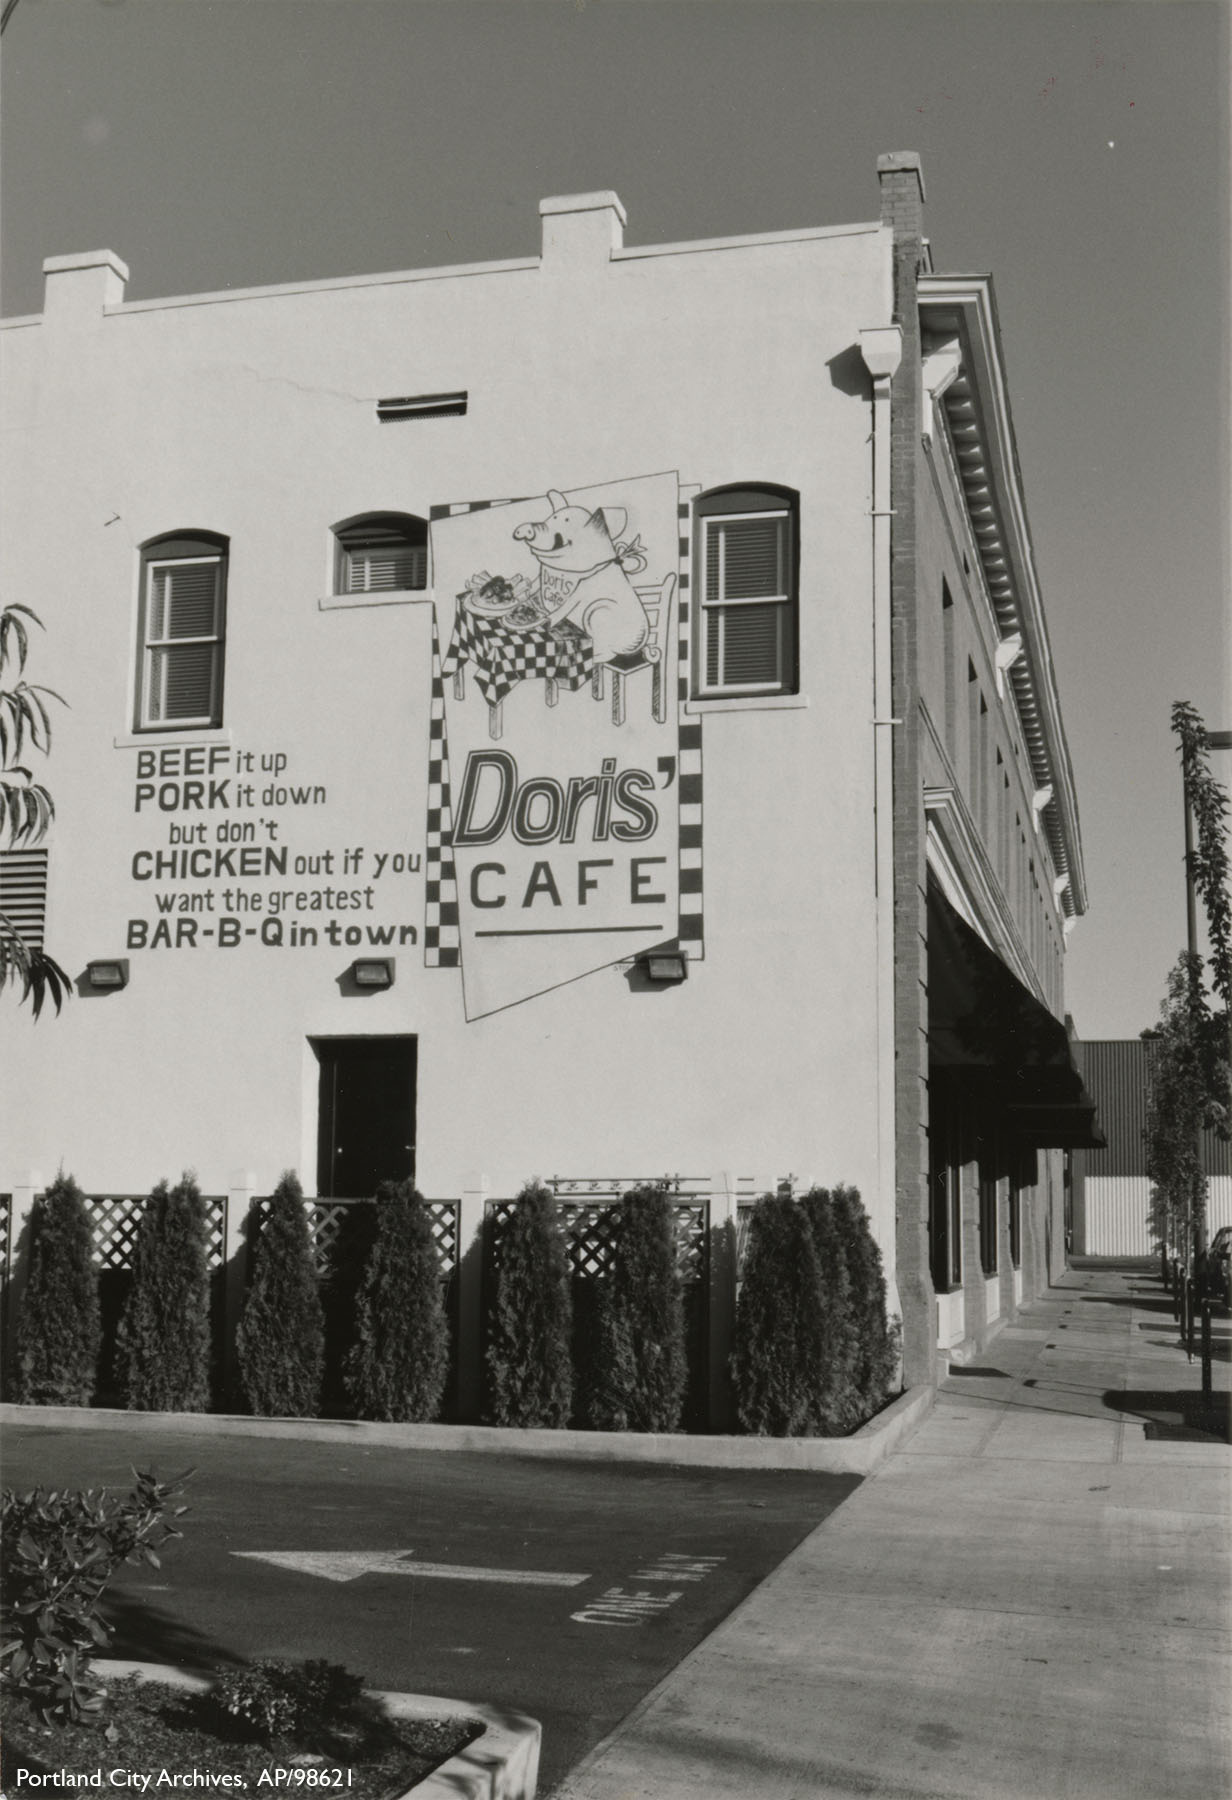 Doris
Cafe
BEEF it up
PORK it down
but don't
CHICKEN out if you
want the greatest
BAR-B-Q in town
Doris'
CAFE
ONE WAY
Portland City Archives, AP/98621